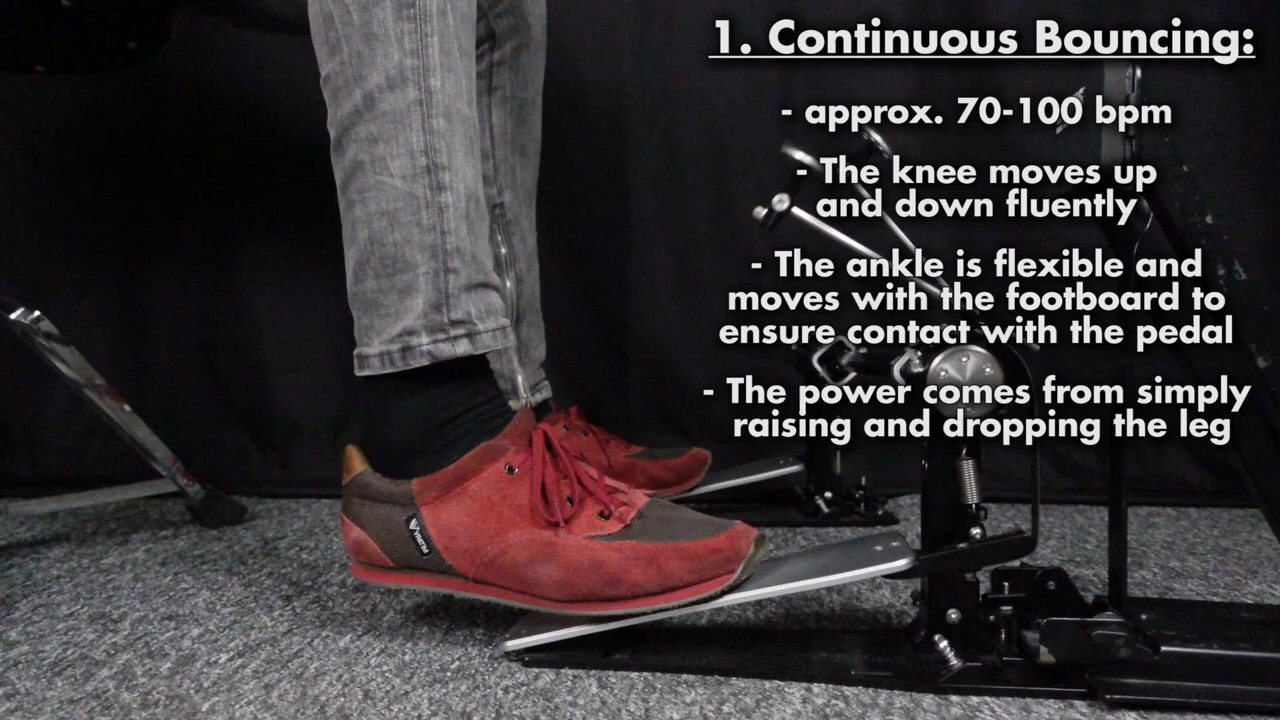 1. Continuous Bouncing:
- approx. 70-100 bpm
- The knee moves up
and down fluently
- The ankle is flexible and
moves with the footboard to
ensure contact with the pedal
- The power comes from simply
raising and dropping the leg